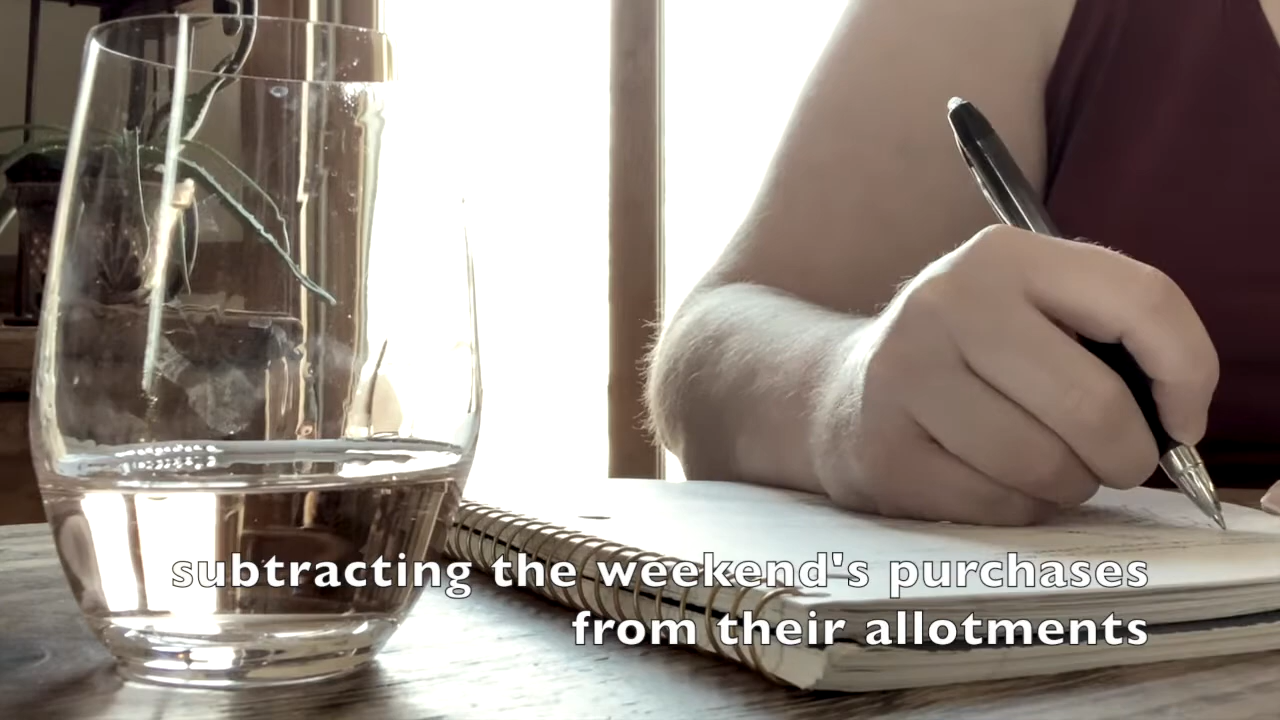 subtracting the weekend's purchases
from their allotments